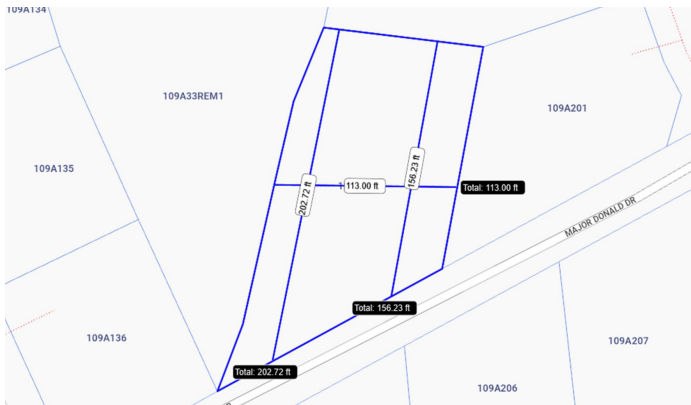 109A134
109A33REM1
109A201
109A135
202.72 ft
113.00 ft
156.23 ft
Total: 113.00 ft
MAJOR DONALD DR
Total: 156.23 ft
109A136
109A207
Total: 202.72 ft
109A206